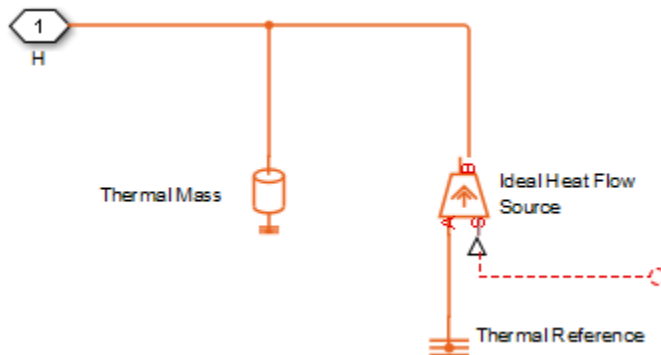 1
H
B
Thermal Mass
Ideal Heat Flow
Source
A
S
Thermal Reference